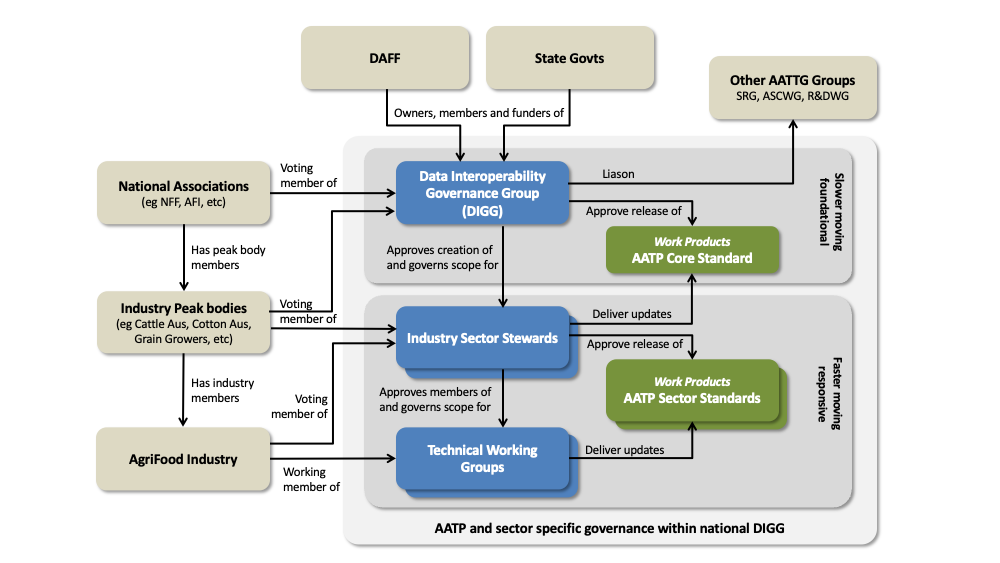 DAFF
State Govts
Other AATTG Groups
SRG, ASCWG, R&DWG
Owners, members and funders of
National Associations
(eg NFF, AFI, etc)
Voting
member of
Data Interoperability
Governance Group
(DIGG)
Liason
Approve release of
Slower moving
foundational
Has peak body
members
Approves creation of
and governs scope for
Work Products
AATP Core Standard
Industry Peak bodies
(eg Cattle Aus, Cotton Aus,
Grain Growers, etc)
Voting
member of
Industry Sector Stewards
Deliver updates
Approve release of
Faster moving
responsive
Has industry
members
Voting
member of
Approves members of
and governs scope for
Work Products
AATP Sector Standards
AgriFood Industry
Working
member of
Technical Working
Groups
Deliver updates
AATP and sector specific governance within national DIGG